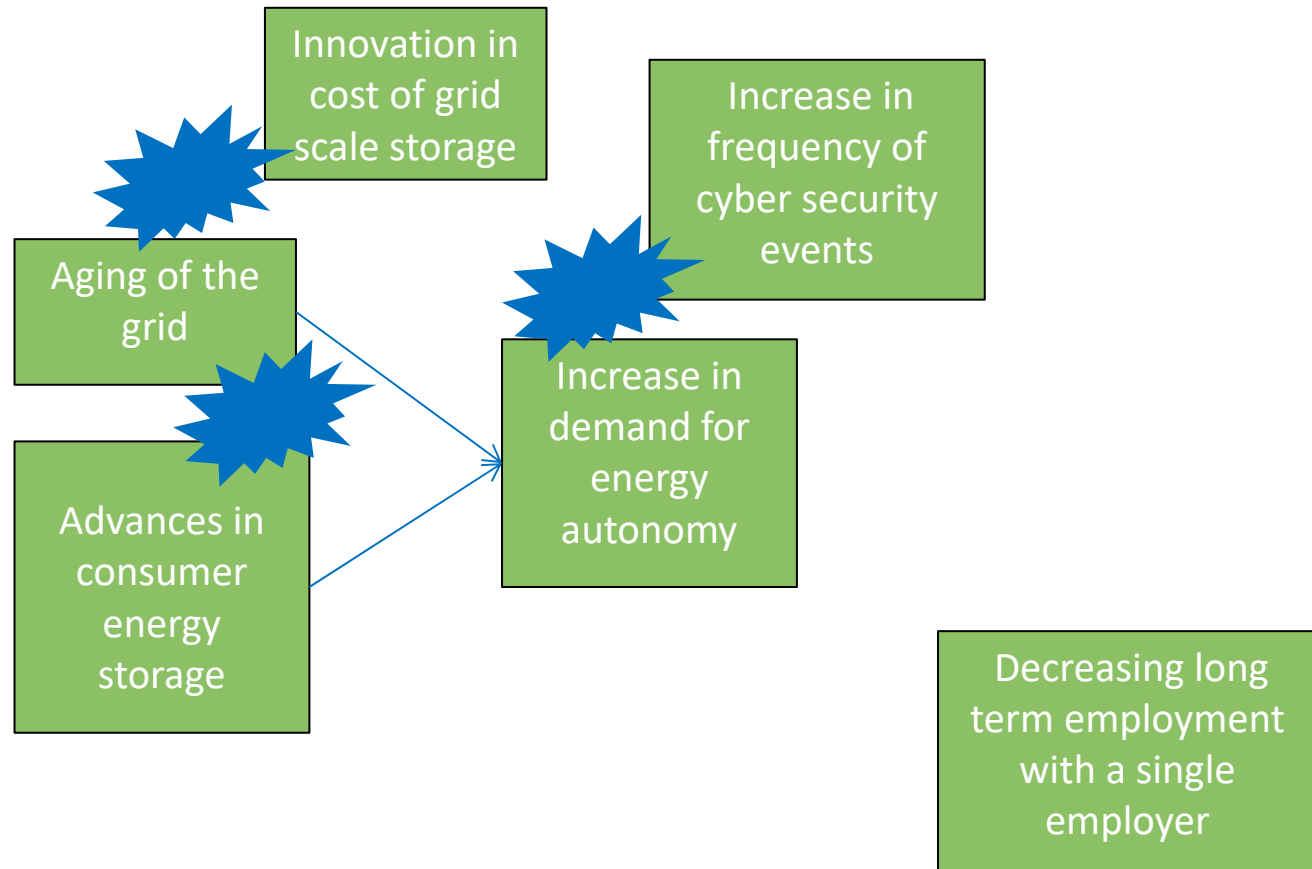 Innovation in
cost of grid
scale storage
Increase in
frequency of
cyber security
events
Aging of the
grid
Increase in
demand for
energy
autonomy
Advances in
consumer
energy
storage
Decreasing long
term employment
with a single
employer